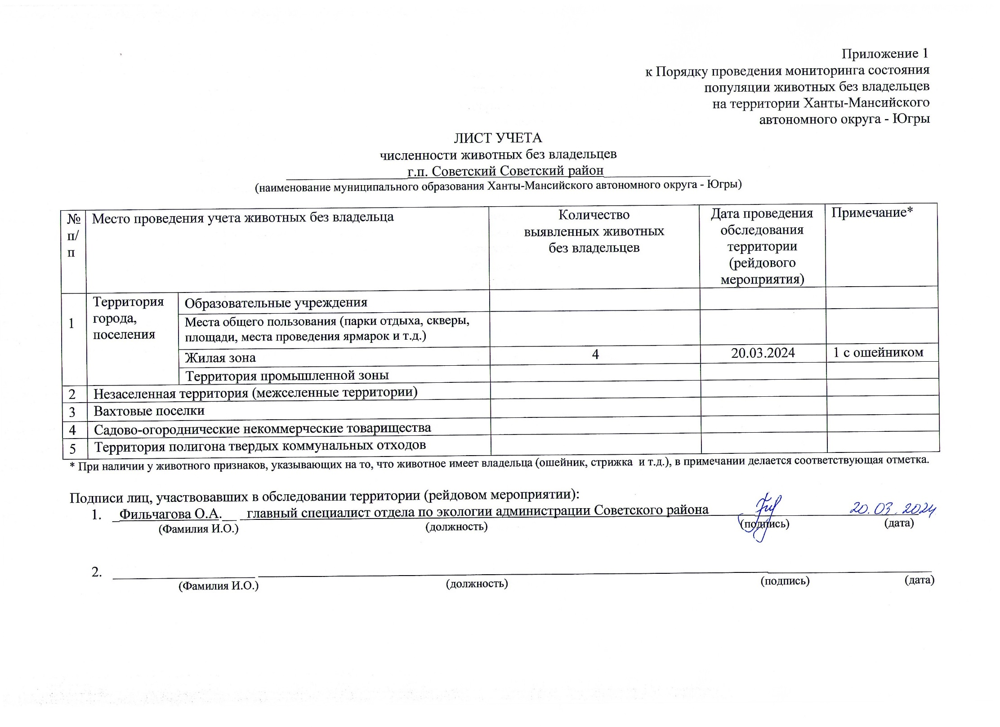 Приложение 1
к Порядку проведения мониторинга состояния
популяции животных без владельцев
на территории Ханты-Мансийского
автономного округа - Югры
ЛИСТ УЧЕТА
численности животных без владельцев
г.п. Советский Советский район
(наименование муниципального образования Ханты-Мансийского автономного округа - Югры)
№ п/п Место проведения учета животных без владельца Количество выявленных животных без владельцев Дата проведения обследования территории (рейдового мероприятия) Примечание*
1 Территория города, поселения Образовательные учреждения
Места общего пользования (парки отдыха, скверы,
площади, места проведения ярмарок и т.д.)
Жилая зона 4 20.03.2024 1 с ошейником
Территория промышленной зоны
2 Незаселенная территория (межселенные территории)
3 Вахтовые поселки
4 Садово-огороднические некоммерческие товарищества
5 Территория полигона твердых коммунальных отходов
* При наличии у животного признаков, указывающих на то, что животное имеет владельца (ошейник, стрижка и т.д.), в примечании делается соответствующая отметка.
Подписи лиц, участвовавших в обследовании территории (рейдовом мероприятии):
1. Фильчагова О.А. главный специалист отдела по экологии администрации Советского района 20.03.2024
(Фамилия И.О.) (должность) (подпись) (дата)
2.
(Фамилия И.О.) (должность) (подпись) (дата)